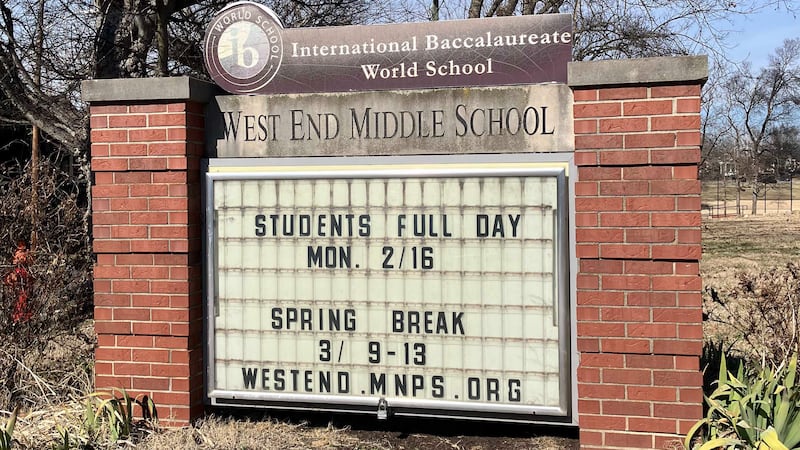 WORLD SCHOOL
ib
International Baccalaureate
World School
WEST END MIDDLE SCHOOL
STUDENTS FULL DAY
MON. 2/16
SPRING BREAK
3/ 9-13
WESTEND.MNPS.ORG